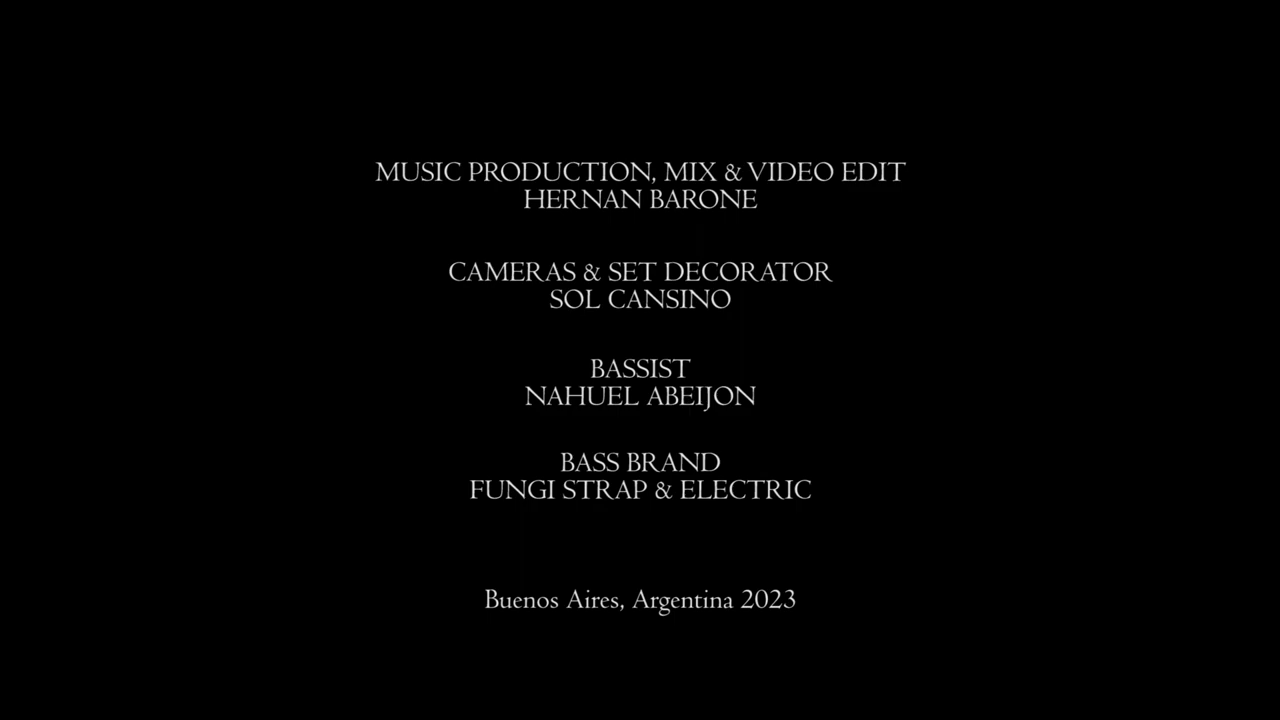 MUSIC PRODUCTION, MIX & VIDEO EDIT
HERNAN BARONE
CAMERAS & SET DECORATOR
SOL CANSINO
BASSIST
NAHUEL ABEIJON
BASS BRAND
FUNGI STRAP & ELECTRIC
Buenos Aires, Argentina 2023